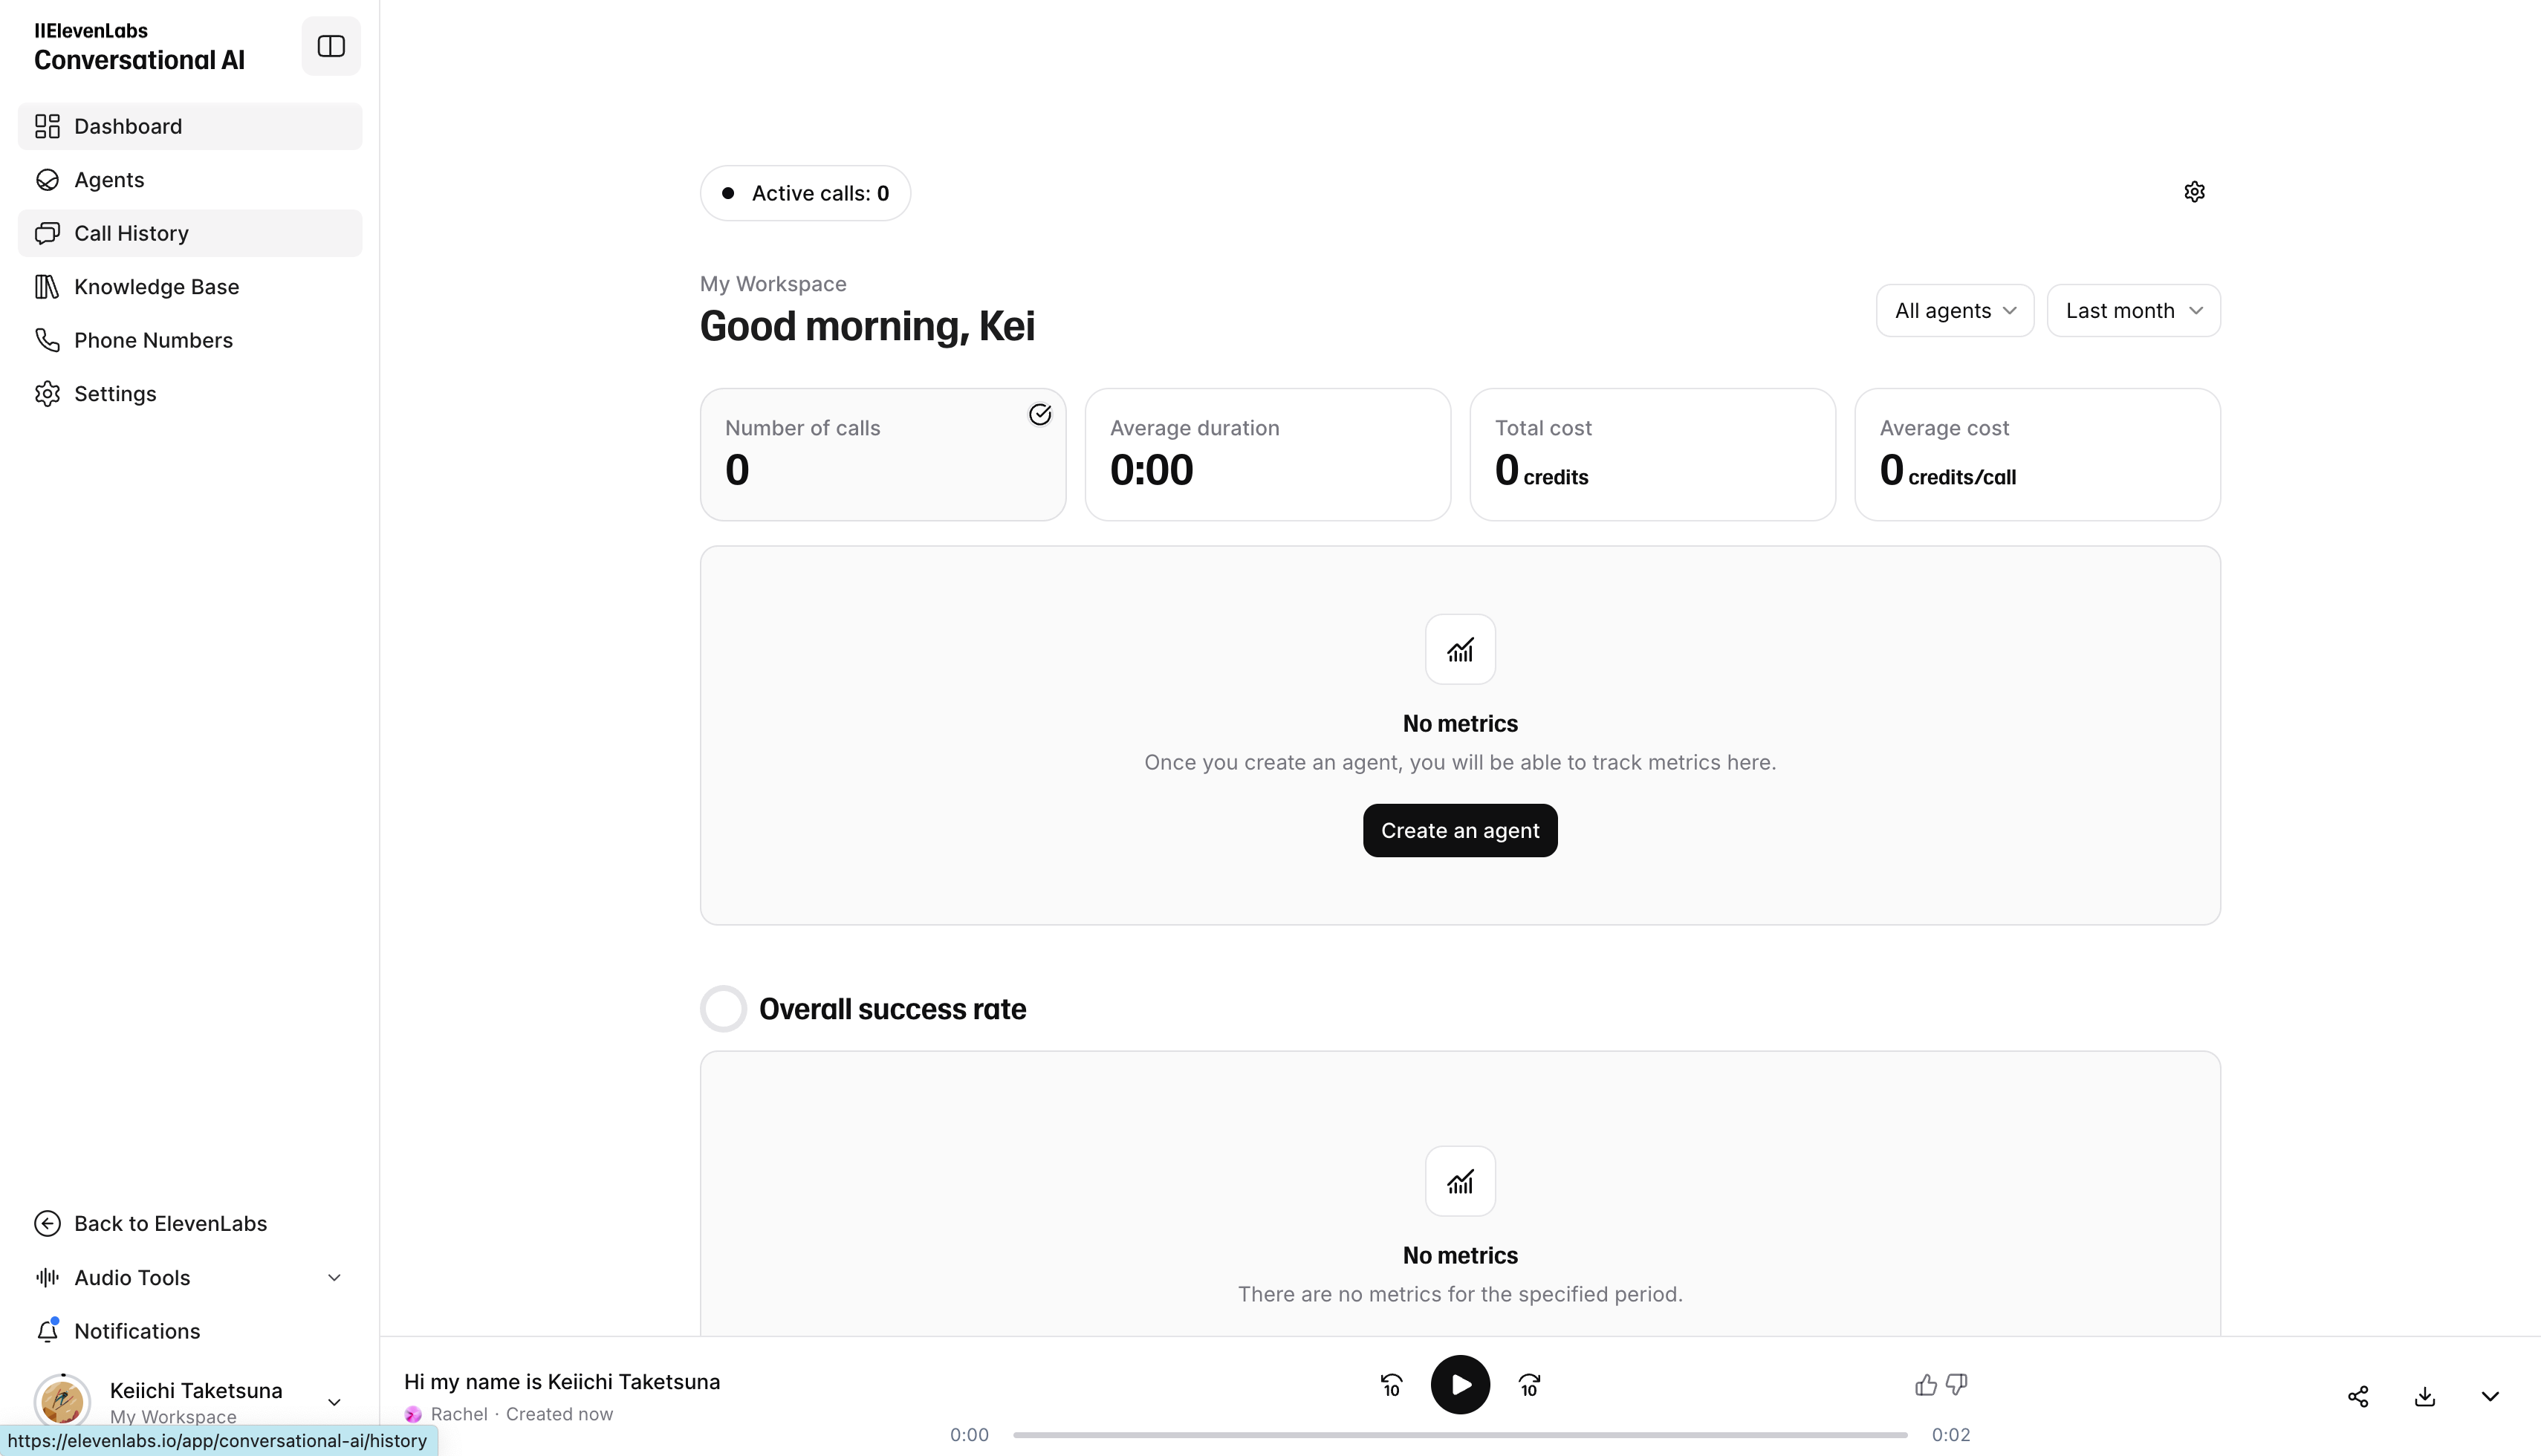 IIElevenLabs
Conversational AI
Dashboard
Agents
Call History
Knowledge Base
Phone Numbers
Settings
Back to ElevenLabs
Audio Tools
Notifications
Keiichi Taketsuna
My Workspace
https://elevenlabs.io/app/conversational-ai/history
Active calls: 0
My Workspace
Good morning, Kei
All agents
Last month
Number of calls
0
Average duration
0:00
Total cost
0 credits
Average cost
0 credits/call
No metrics
Once you create an agent, you will be able to track metrics here.
Create an agent
Overall success rate
No metrics
There are no metrics for the specified period.
Hi my name is Keiichi Taketsuna
Rachel · Created now
10
10
0:00
0:02